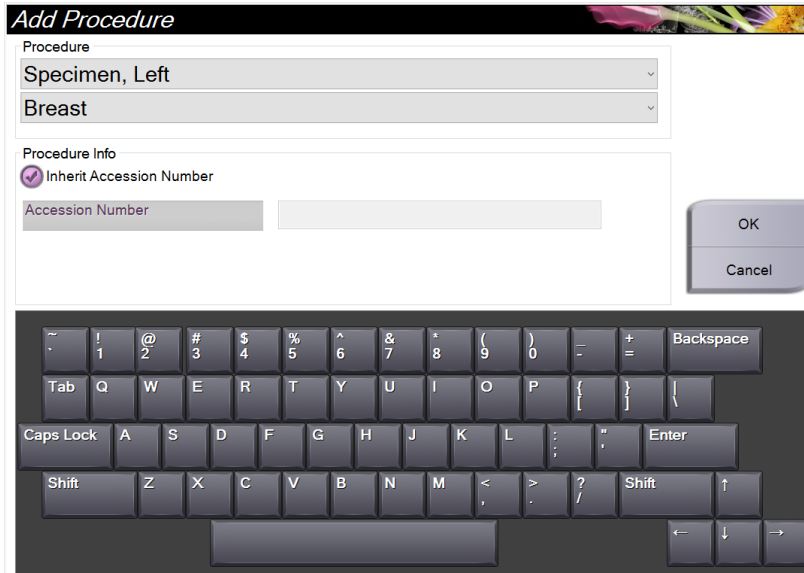 Add Procedure
Procedure
Specimen, Left
Breast
Procedure Info
Inherit Accession Number
Accession Number
OK
Cancel
~ ! @ # $ % ^ & * ( ) _ + Backspace
` 1 2 3 4 5 6 7 8 9 0 - =
Tab Q W E R T Y U I O P { } |
[ ] \
Caps Lock A S D F G H J K L : " Enter
; '
Shift Z X C V B N M < > ? Shift ↑
, . /
← ↓ →